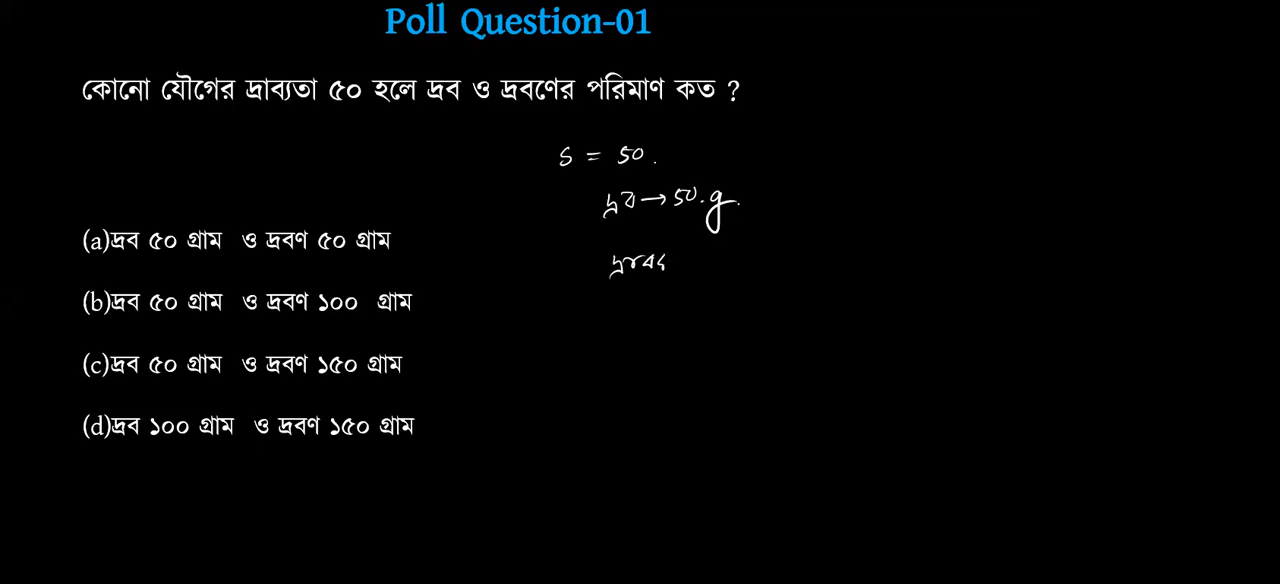 Poll Question-01
কোনো যৌগের দ্রাব্যতা ৫০ হলে দ্রব ও দ্রবণের পরিমাণ কত ?
S = 50.
দ্রব → 50.g.
(a)দ্রব ৫০ গ্রাম ও দ্রবণ ৫০ গ্রাম
দ্রবণ
(b)দ্রব ৫০ গ্রাম ও দ্রবণ ১০০ গ্রাম
(c)দ্রব ৫০ গ্রাম ও দ্রবণ ১৫০ গ্রাম
(d)দ্রব ১০০ গ্রাম ও দ্রবণ ১৫০ গ্রাম